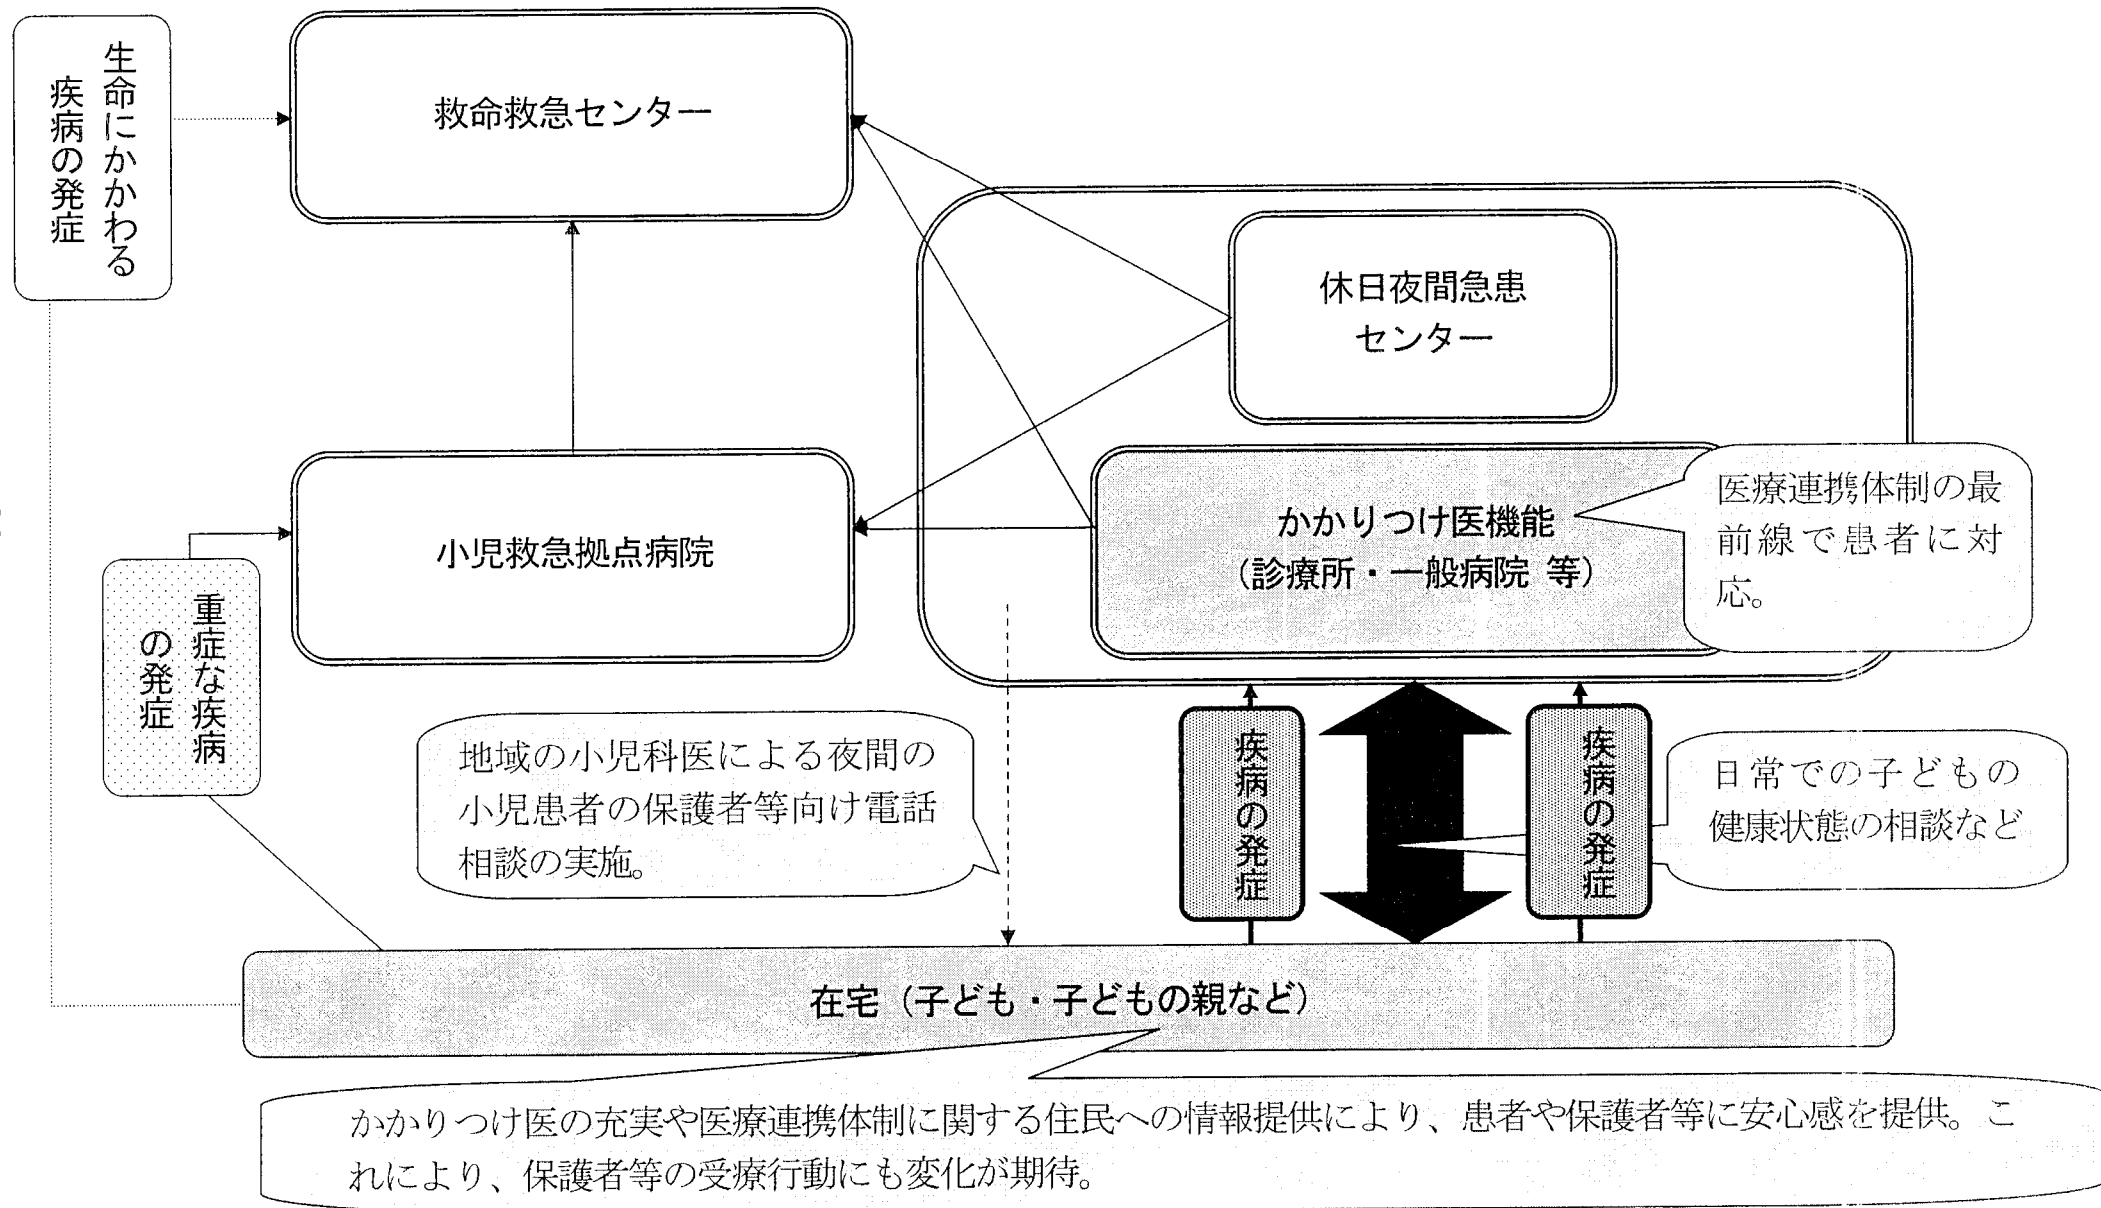 生命にかかわる
疾病の発症
救命救急センター
休日夜間急患
センター
かかりつけ医機能
(診療所・一般病院 等)
医療連携体制の最
前線で患者に対
応。
小児救急拠点病院
重症な疾病
の発症
地域の小児科医による夜間の
小児患者の保護者等向け電話
相談の実施。
疾病の発症
疾病の発症
日常での子どもの
健康状態の相談など
在宅(子ども・子どもの親など)
かかりつけ医の充実や医療連携体制に関する住民への情報提供により、患者や保護者等に安心感を提供。こ
れにより、保護者等の受療行動にも変化が期待。